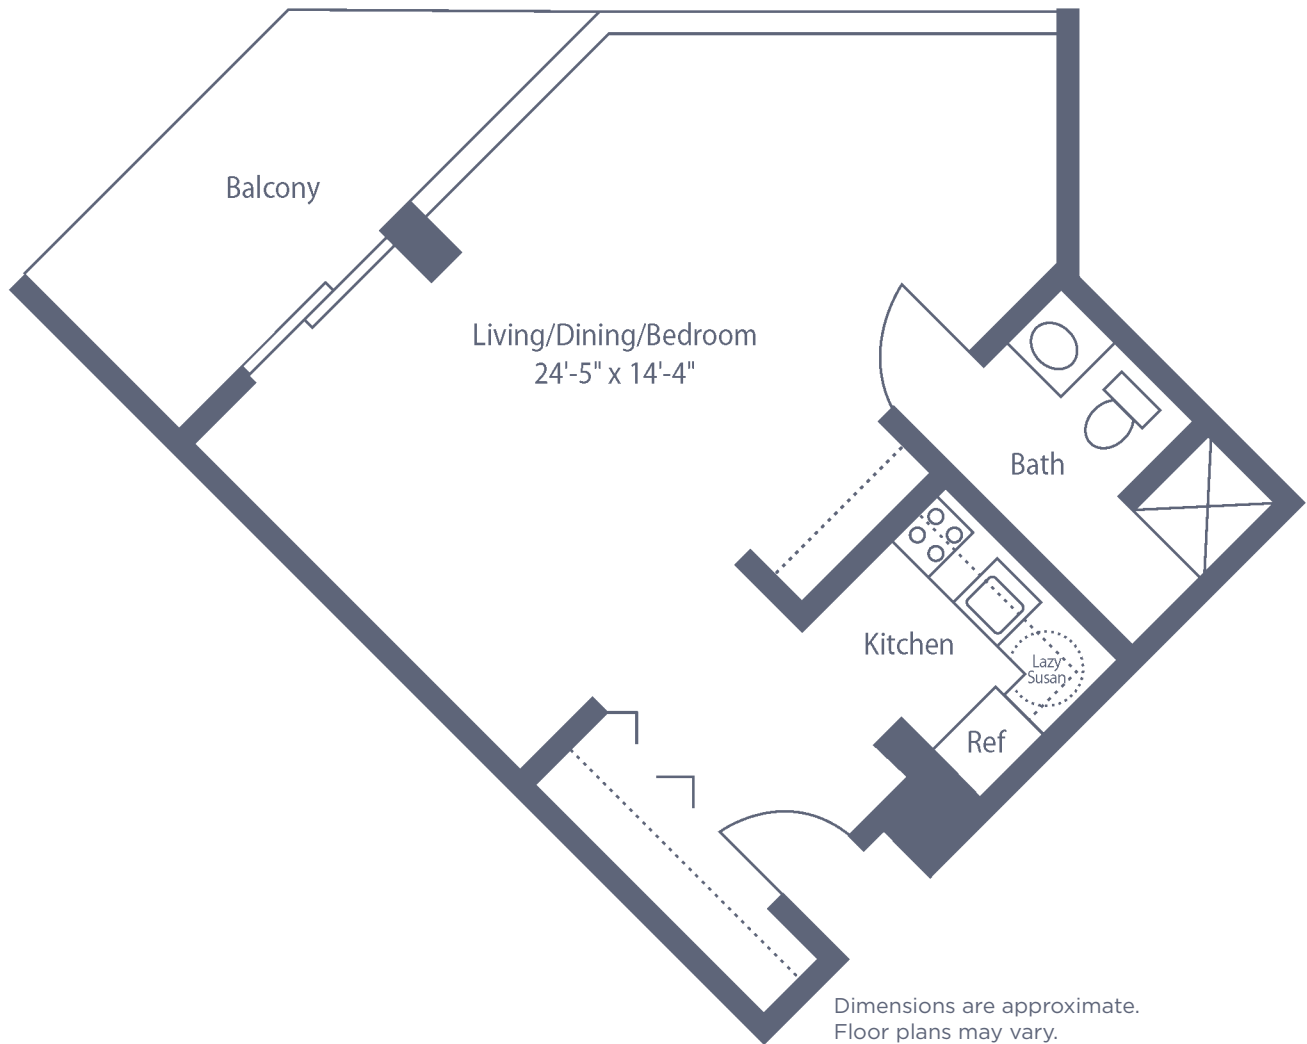 Balcony
Living/Dining/Bedroom
24'-5" x 14'-4"
Bath
Kitchen
Lazy
Susan
Ref
Dimensions are approximate.
Floor plans may vary.